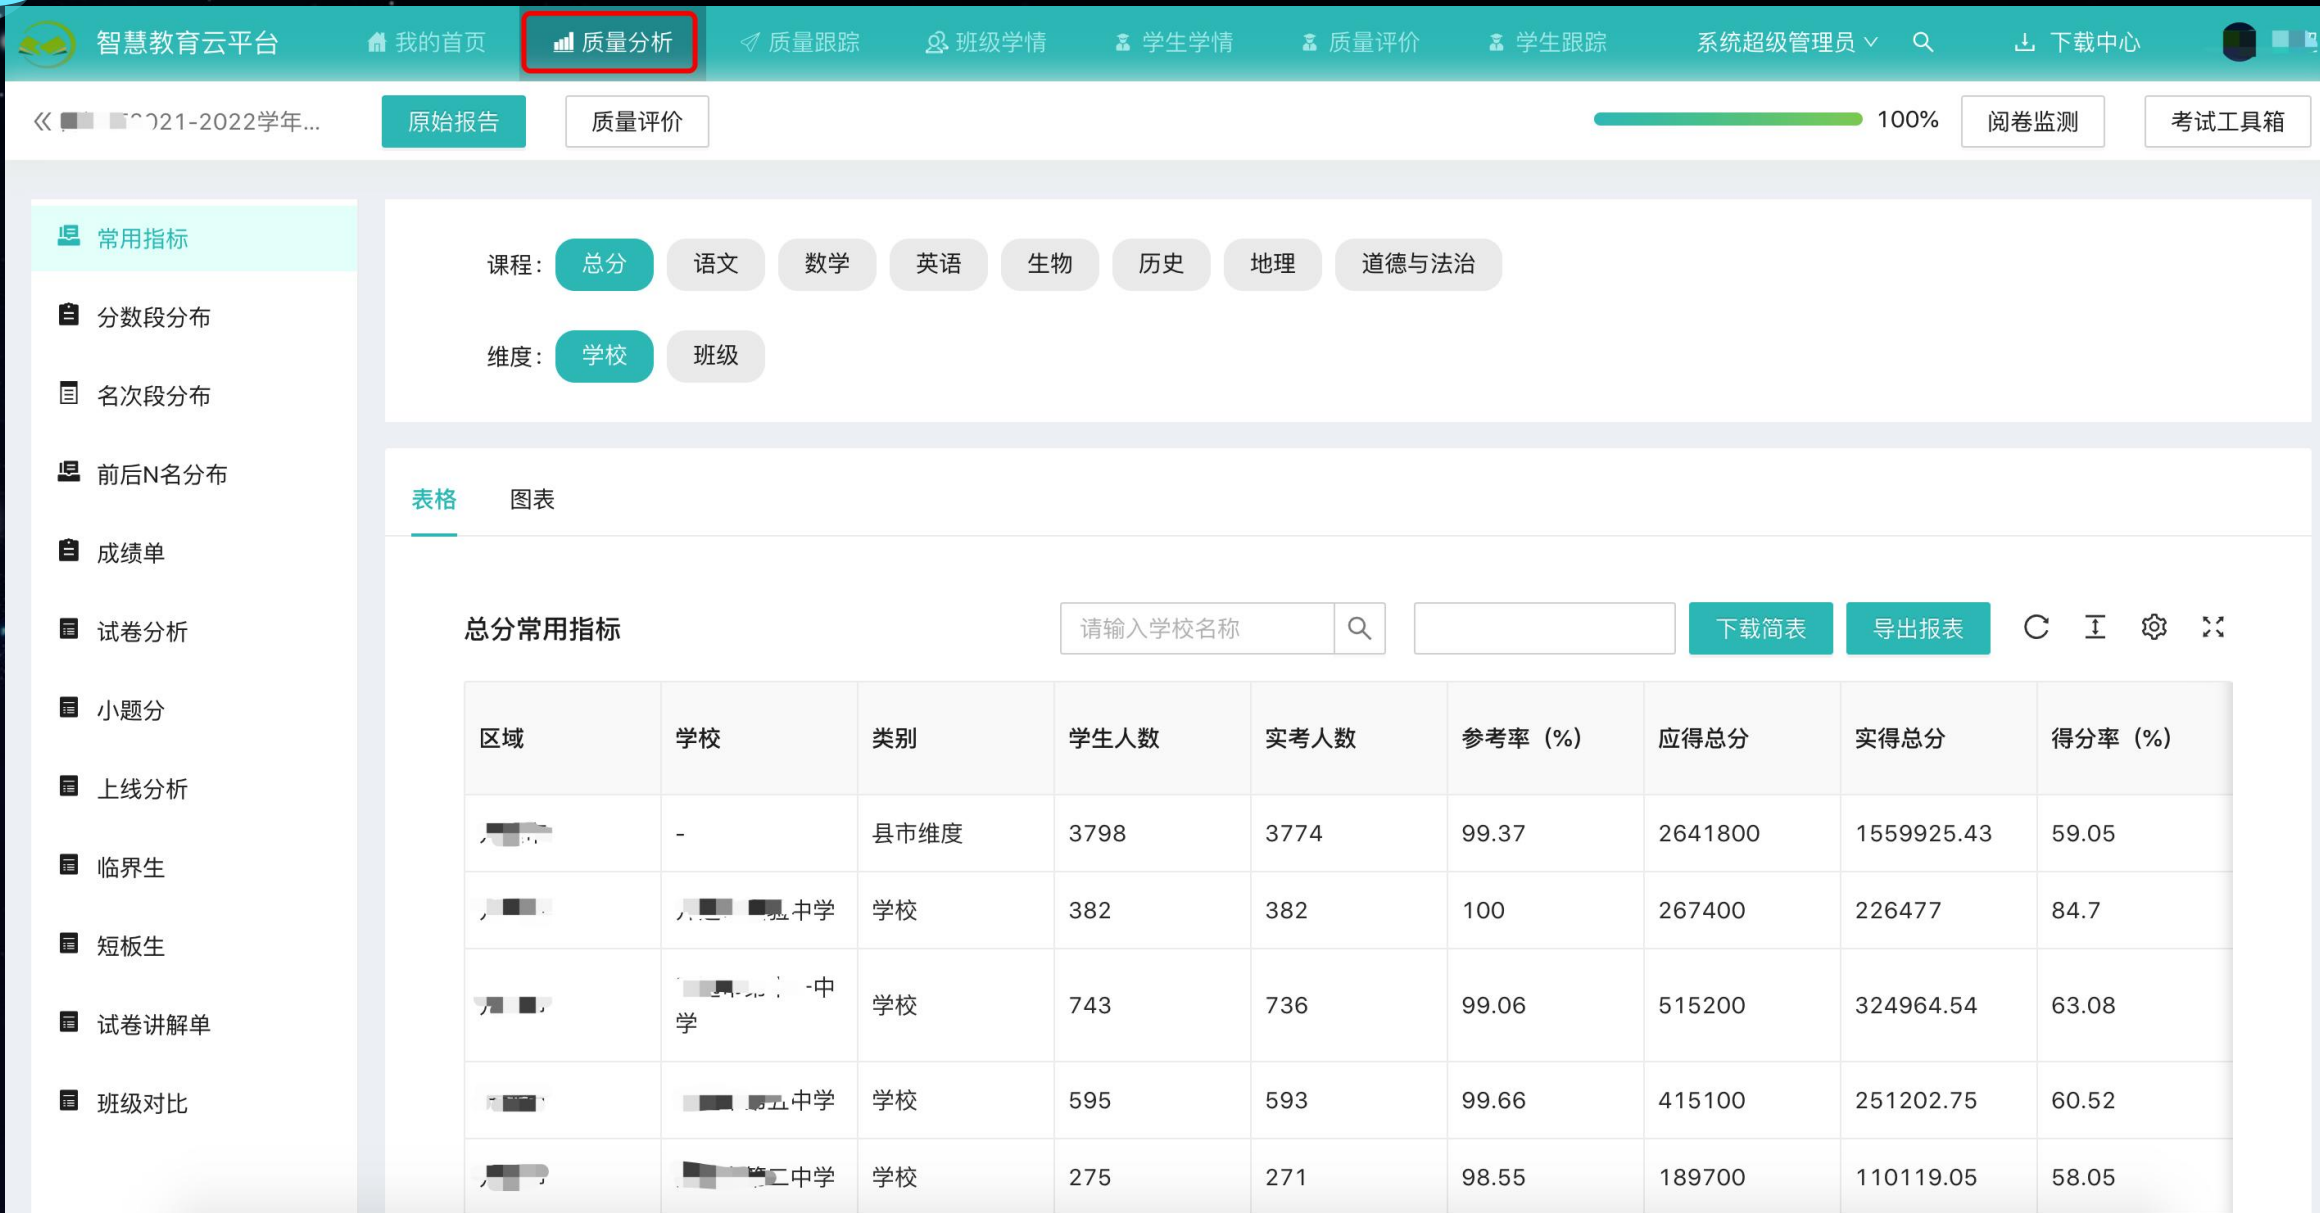 智慧教育云平台 我的首页 质量分析 质量跟踪 班级学情 学生学情 质量评价 学生跟踪 系统超级管理员 下载中心
021-2022学年... 原始报告 质量评价 100% 阅卷监测 考试工具箱
常用指标
分数段分布
名次段分布
前后N名分布
成绩单
试卷分析
小题分
上线分析
临界生
短板生
试卷讲解单
班级对比
课程: 总分 语文 数学 英语 生物 历史 地理 道德与法治
维度: 学校 班级
表格 图表
总分常用指标 请输入学校名称 下载简表 导出报表
区域 学校 类别 学生人数 实考人数 参考率 (%) 应得总分 实得总分 得分率 (%)
- 县市维度 3798 3774 99.37 2641800 1559925.43 59.05
中学 学校 382 382 100 267400 226477 84.7
中学 学校 743 736 99.06 515200 324964.54 63.08
中学 学校 595 593 99.66 415100 251202.75 60.52
二中学 学校 275 271 98.55 189700 110119.05 58.05